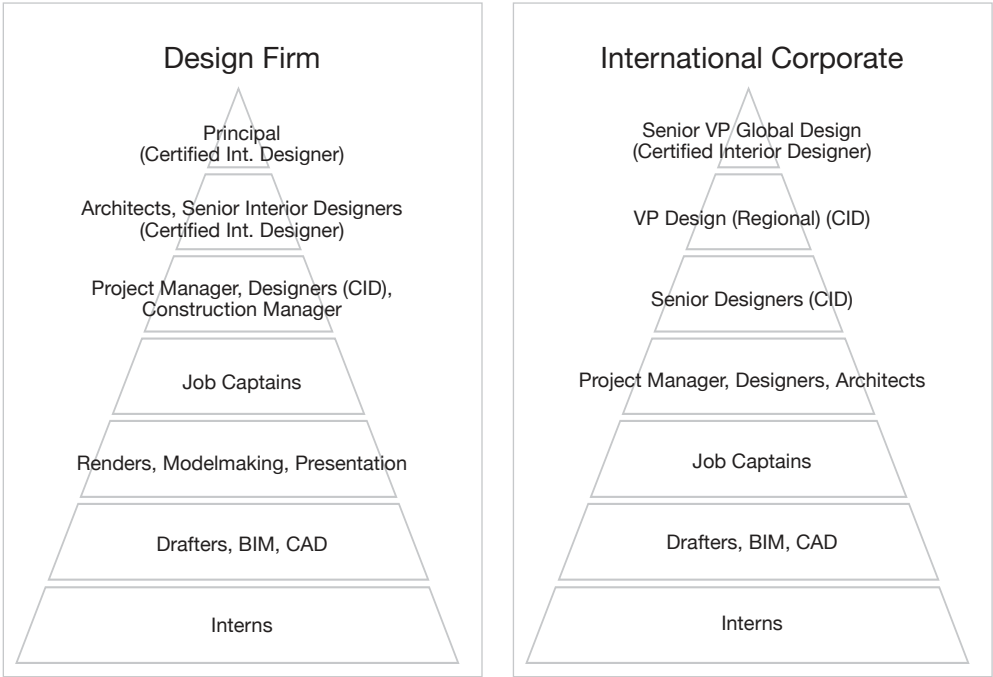 Design Firm
Principal
(Certified Int. Designer)
Architects, Senior Interior Designers
(Certified Int. Designer)
Project Manager, Designers (CID),
Construction Manager
Job Captains
Renders, Modelmaking, Presentation
Drafters, BIM, CAD
Interns
International Corporate
Senior VP Global Design
(Certified Interior Designer)
VP Design (Regional) (CID)
Senior Designers (CID)
Project Manager, Designers, Architects
Job Captains
Drafters, BIM, CAD
Interns